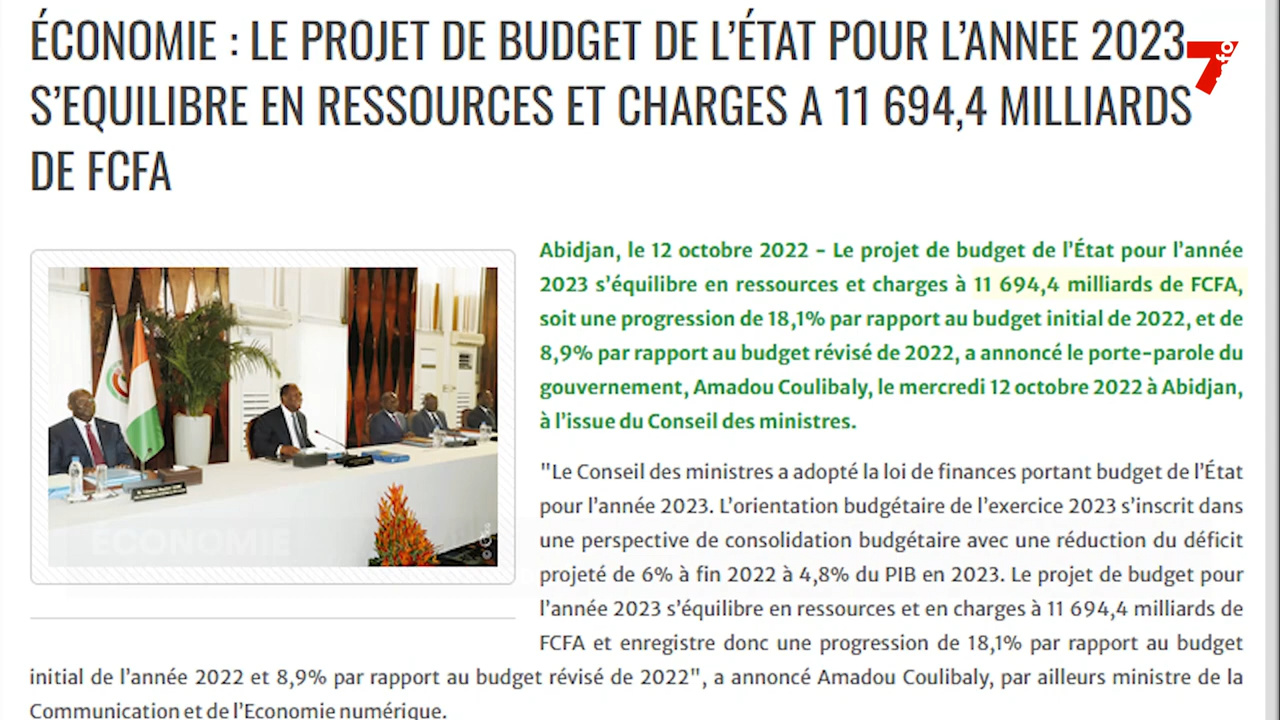 ÉCONOMIE : LE PROJET DE BUDGET DE L’ÉTAT POUR L’ANNEE 2023
S’EQUILIBRE EN RESSOURCES ET CHARGES A 11 694,4 MILLIARDS
DE FCFA
7
Abidjan, le 12 octobre 2022 – Le projet de budget de l’État pour l’année
2023 s’équilibre en ressources et charges à 11 694,4 milliards de FCFA,
soit une progression de 18,1% par rapport au budget initial de 2022, et de
8,9% par rapport au budget révisé de 2022, a annoncé le porte-parole du
gouvernement, Amadou Coulibaly, le mercredi 12 octobre 2022 à Abidjan,
à l’issue du Conseil des ministres.
"Le Conseil des ministres a adopté la loi de finances portant budget de l’État
pour l’année 2023. L’orientation budgétaire de l’exercice 2023 s’inscrit dans
une perspective de consolidation budgétaire avec une réduction du déficit
projeté de 6% à fin 2022 à 4,8% du PIB en 2023. Le projet de budget pour
l’année 2023 s’équilibre en ressources et en charges à 11 694,4 milliards de
FCFA et enregistre donc une progression de 18,1% par rapport au budget
initial de l’année 2022 et 8,9% par rapport au budget révisé de 2022", a annoncé Amadou Coulibaly, par ailleurs ministre de la
Communication et de l’Economie numérique.
ECONOMIE